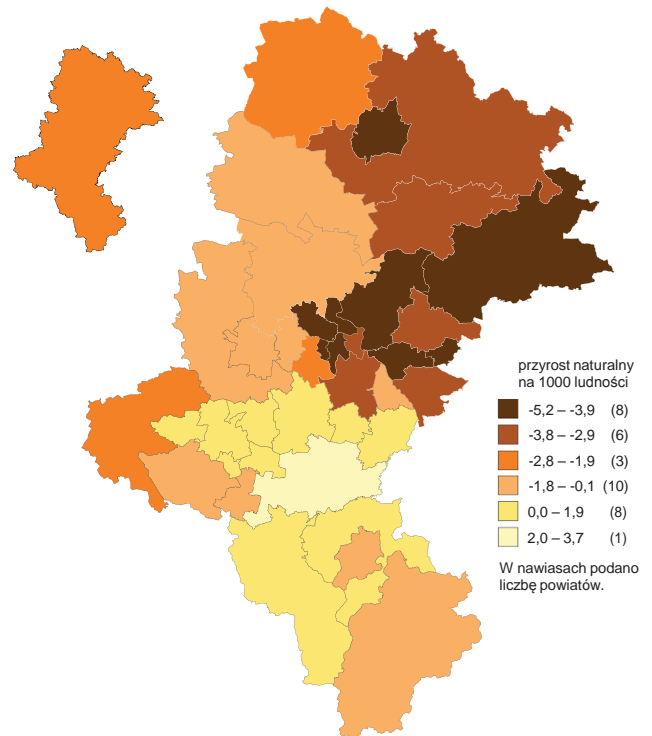 przyrost naturalny
na 1000 ludności
-5,2 – -3,9 (8)
-3,8 – -2,9 (6)
-2,8 – -1,9 (3)
-1,8 – -0,1 (10)
0,0 – 1,9 (8)
2,0 – 3,7 (1)
W nawiasach podano
liczbę powiatów.